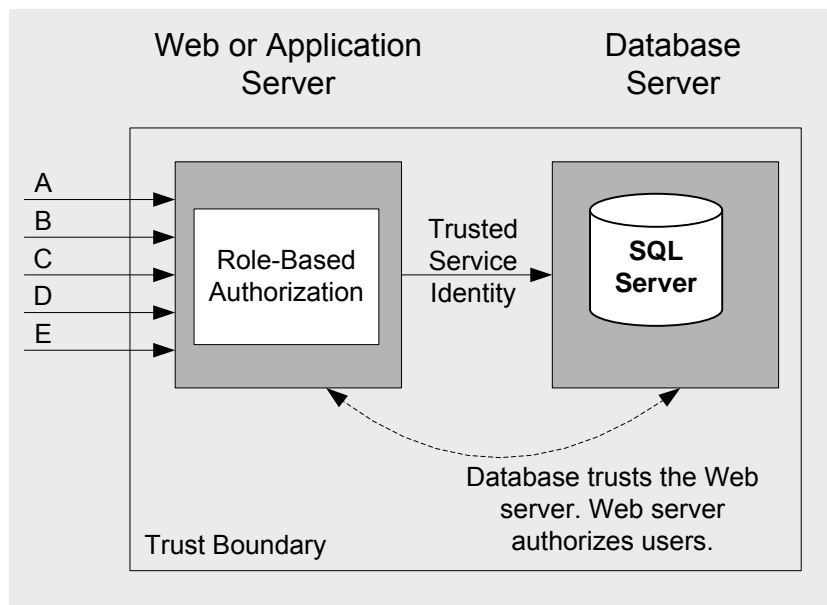 Web or Application
Server
Database
Server
A
B
C
D
E
Role-Based
Authorization
Trusted
Service
Identity
SQL
Server
Database trusts the Web
server. Web server
authorizes users.
Trust Boundary